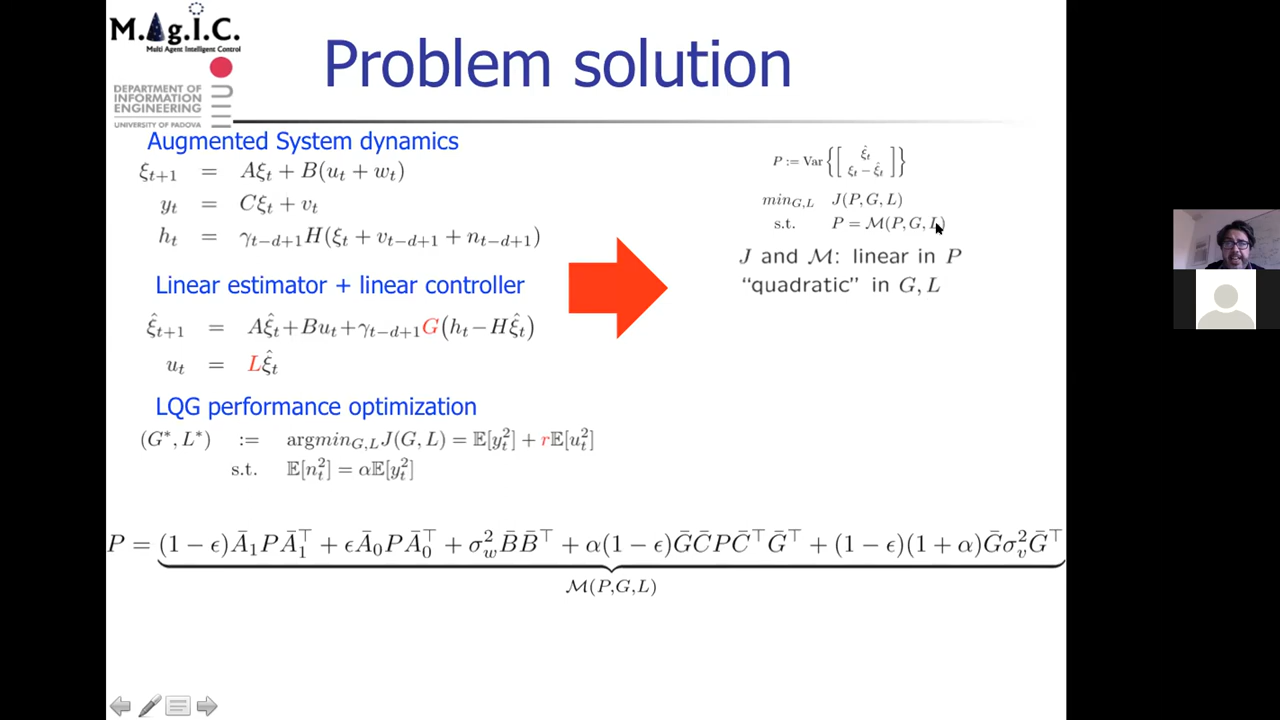 M.AgI.C.
Multi Agent Intelligent Control
DEPARTMENT OF
INFORMATION
ENGINEERING
UNIVERSITY OF PADOVA
Problem solution
Augmented System dynamics
ξ_{t+1} = Aξ_t + B(u_t + w_t)
y_t = Cξ_t + v_t
h_t = γ_{t−d+1}H(ξ_t + v_{t−d+1} + n_{t−d+1})
Linear estimator + linear controller
ξ̂_{t+1} = Aξ̂_t + Bu_t + γ_{t−d+1}G(h_t − Hξ̂_t)
u_t = Lξ̂_t
LQG performance optimization
(G*, L*) := argmin_{G,L} J(G, L) = 𝔼[y_t^2] + r𝔼[u_t^2]
s.t. 𝔼[n_t^2] = α𝔼[y_t^2]
P := Var{[ξ̂_t
ξ_t − ξ̂_t]}
min_{G,L} J(P, G, L)
s.t. P = ℳ(P, G, L)
J and ℳ: linear in P
“quadratic” in G, L
P = (1 − ϵ)Ā_1PĀ_1^⊤ + ϵĀ_0PĀ_0^⊤ + σ_w^2B̄B̄^⊤ + α(1 − ϵ)ḠC̄PC̄^⊤Ḡ^⊤ + (1 − ϵ)(1 + α)Ḡσ_v^2Ḡ^⊤
ℳ(P,G,L)